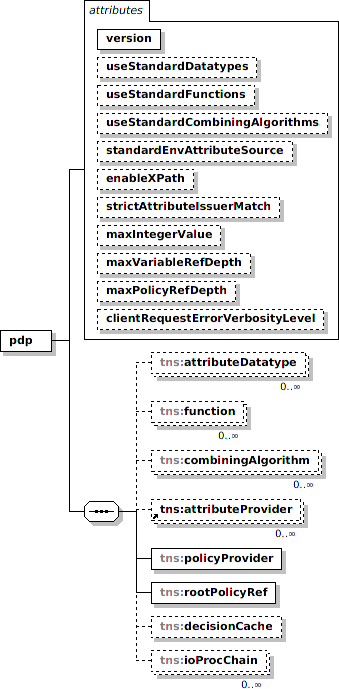 attributes
version
useStandardDatatypes
useStandardFunctions
useStandardCombiningAlgorithms
standardEnvAttributeSource
enableXPath
strictAttributeIssuerMatch
maxIntegerValue
maxVariableRefDepth
maxPolicyRefDepth
clientRequestErrorVerbosityLevel
pdp
tns:attributeDatatype
0..∞
tns:function
0..∞
tns:combiningAlgorithm
0..∞
tns:attributeProvider
0..∞
tns:policyProvider
tns:rootPolicyRef
tns:decisionCache
tns:ioProcChain
0..∞